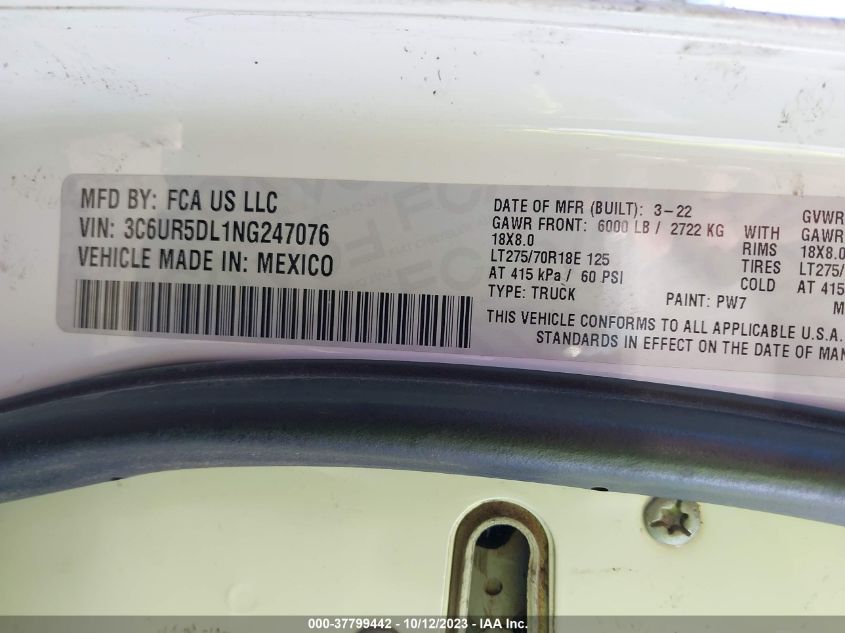 MFD BY: FCA US LLC
VIN: 3C6UR5DL1NG247076
VEHICLE MADE IN: MEXICO
DATE OF MFR (BUILT): 3-22 GVWR
GAWR FRONT: 6000 LB / 2722 KG WITH GAWR
18X8.0 RIMS 18X8.0
LT275/70R18E 125 TIRES LT275/
AT 415 kPa / 60 PSI COLD AT 415
TYPE: TRUCK PAINT: PW7 M
THIS VEHICLE CONFORMS TO ALL APPLICABLE U.S.A.
STANDARDS IN EFFECT ON THE DATE OF MAN
000-37799442 - 10/12/2023 - IAA Inc.